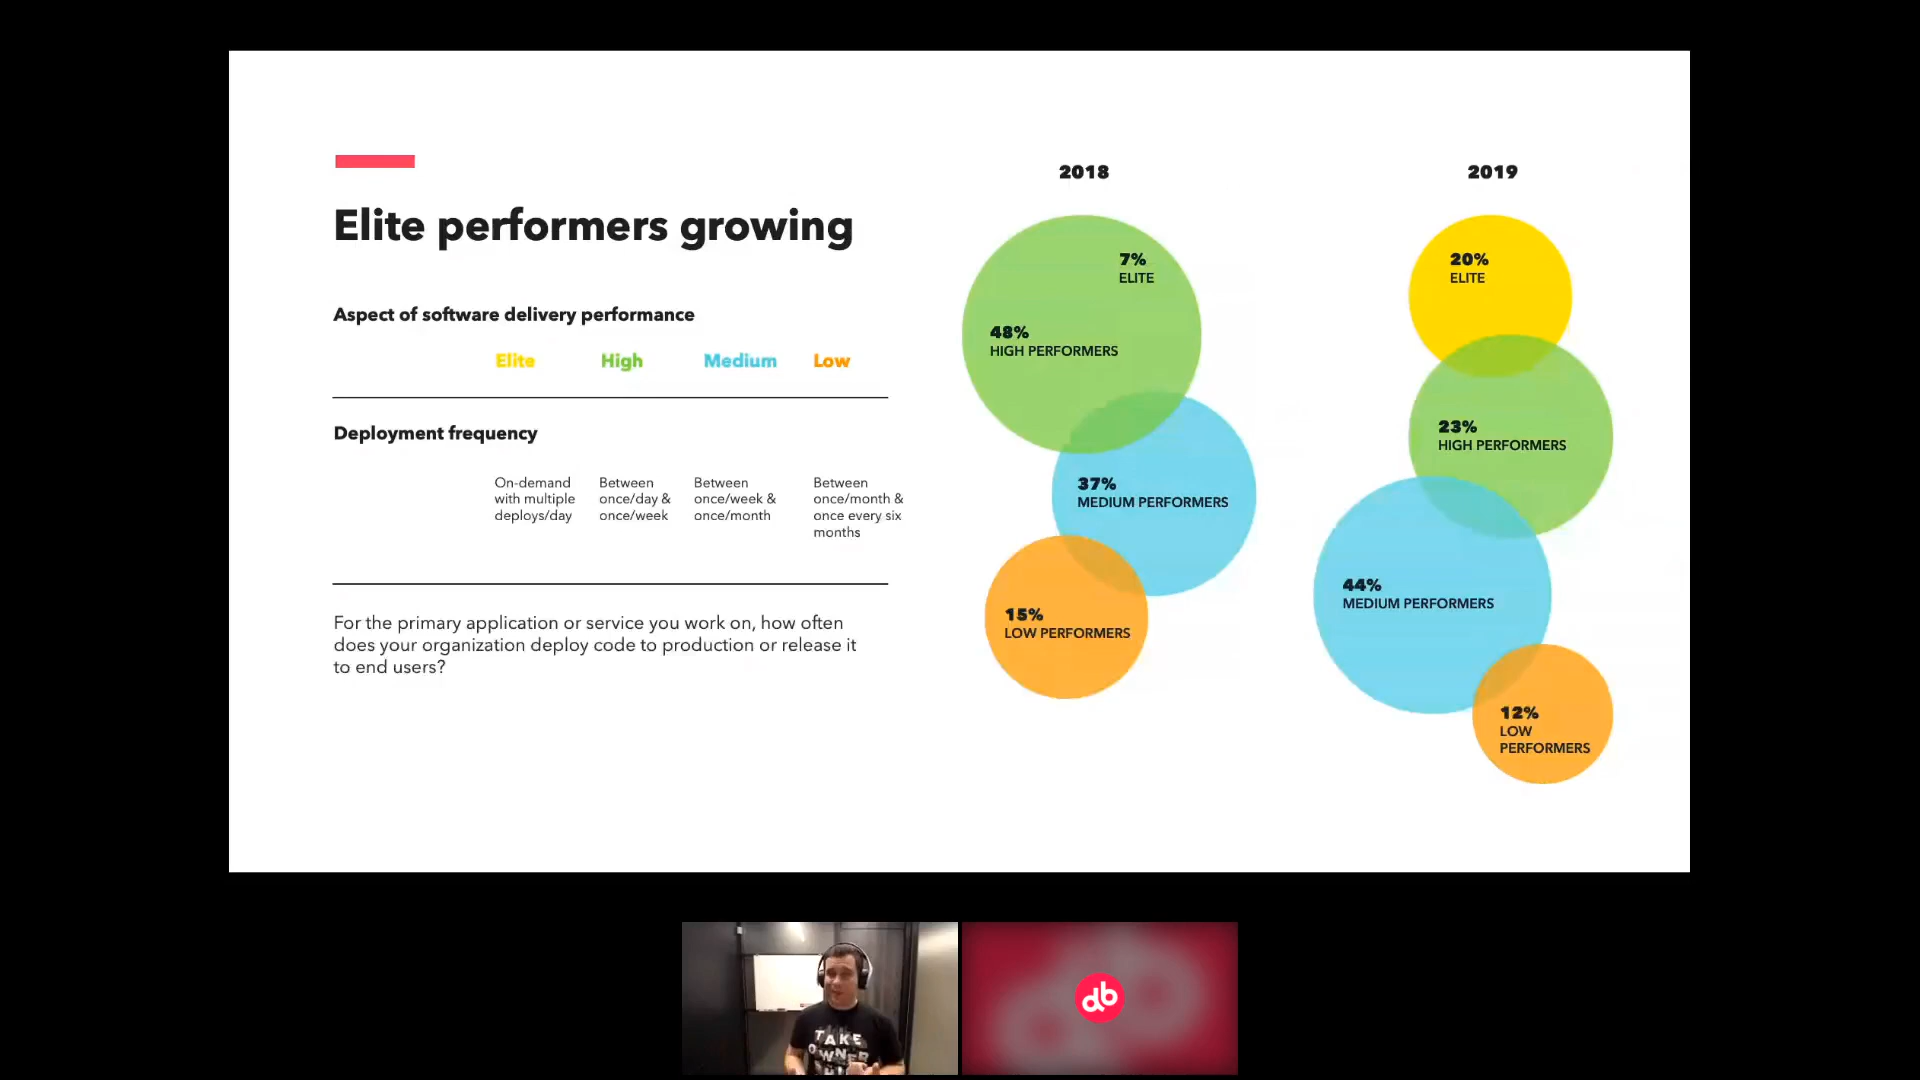 Elite performers growing
Aspect of software delivery performance
Elite High Medium Low
Deployment frequency
On-demand
with multiple
deploys/day
Between
once/day &
once/week
Between
once/week &
once/month
Between
once/month &
once every six
months
For the primary application or service you work on, how often
does your organization deploy code to production or release it
to end users?
2018
7%
ELITE
48%
HIGH PERFORMERS
37%
MEDIUM PERFORMERS
15%
LOW PERFORMERS
2019
20%
ELITE
23%
HIGH PERFORMERS
44%
MEDIUM PERFORMERS
12%
LOW
PERFORMERS
TAKE
OWNER
db